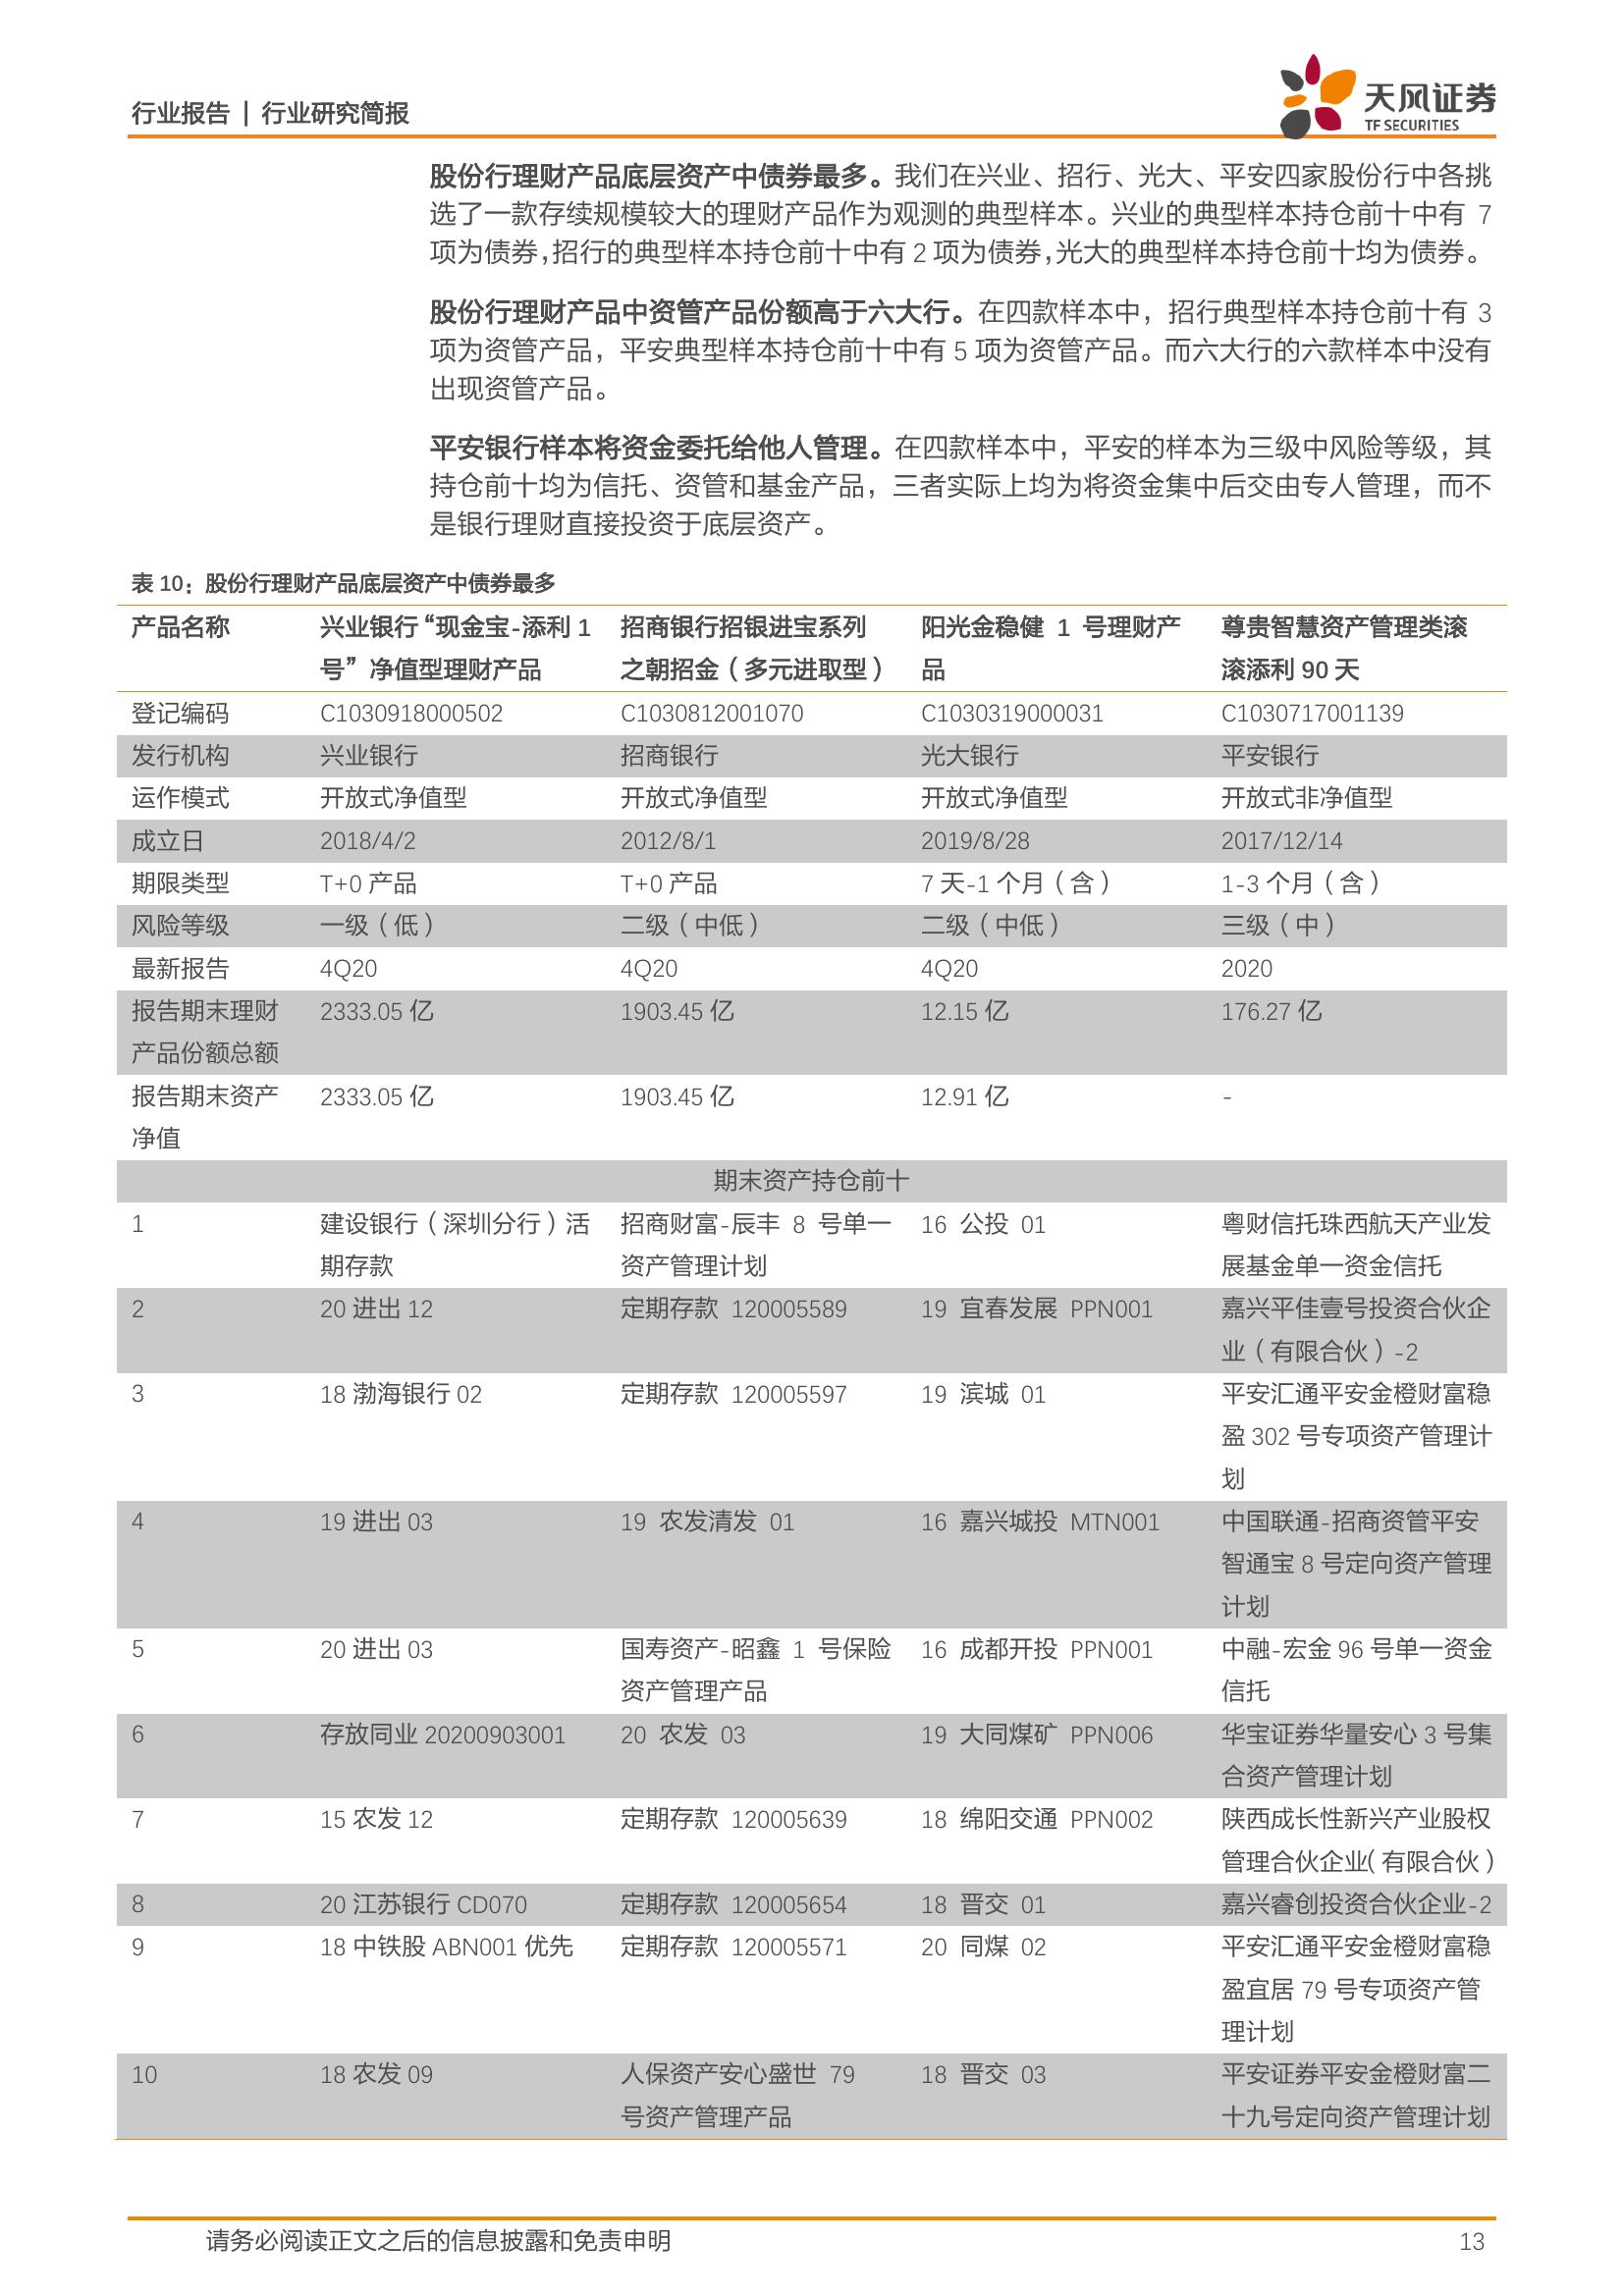 行业报告 | 行业研究简报
天风证券
TF SECURITIES
股份行理财产品底层资产中债券最多。我们在兴业、招行、光大、平安四家股份行中各挑
选了一款存续规模较大的理财产品作为观测的典型样本。兴业的典型样本持仓前十中有 7
项为债券,招行的典型样本持仓前十中有 2 项为债券,光大的典型样本持仓前十均为债券。
股份行理财产品中资管产品份额高于六大行。在四款样本中，招行典型样本持仓前十有 3
项为资管产品，平安典型样本持仓前十中有 5 项为资管产品。而六大行的六款样本中没有
出现资管产品。
平安银行样本将资金委托给他人管理。在四款样本中，平安的样本为三级中风险等级，其
持仓前十均为信托、资管和基金产品，三者实际上均为将资金集中后交由专人管理，而不
是银行理财直接投资于底层资产。
表 10：股份行理财产品底层资产中债券最多
产品名称 兴业银行“现金宝-添利 1 招商银行招银进宝系列 阳光金稳健 1 号理财产 尊贵智慧资产管理类滚
号”净值型理财产品 之朝招金（多元进取型） 品 滚添利 90 天
登记编码 C1030918000502 C1030812001070 C1030319000031 C1030717001139
发行机构 兴业银行 招商银行 光大银行 平安银行
运作模式 开放式净值型 开放式净值型 开放式净值型 开放式非净值型
成立日 2018/4/2 2012/8/1 2019/8/28 2017/12/14
期限类型 T+0 产品 T+0 产品 7 天-1 个月（含） 1-3 个月（含）
风险等级 一级（低） 二级（中低） 二级（中低） 三级（中）
最新报告 4Q20 4Q20 4Q20 2020
报告期末理财 2333.05 亿 1903.45 亿 12.15 亿 176.27 亿
产品份额总额
报告期末资产 2333.05 亿 1903.45 亿 12.91 亿 -
净值
期末资产持仓前十
1 建设银行（深圳分行）活 招商财富-辰丰 8 号单一 16 公投 01 粤财信托珠西航天产业发
期存款 资产管理计划 展基金单一资金信托
2 20 进出 12 定期存款 120005589 19 宜春发展 PPN001 嘉兴平佳壹号投资合伙企
业（有限合伙）-2
3 18 渤海银行 02 定期存款 120005597 19 滨城 01 平安汇通平安金橙财富稳
盈 302 号专项资产管理计
划
4 19 进出 03 19 农发清发 01 16 嘉兴城投 MTN001 中国联通-招商资管平安
智通宝 8 号定向资产管理
计划
5 20 进出 03 国寿资产-昭鑫 1 号保险 16 成都开投 PPN001 中融-宏金 96 号单一资金
资产管理产品 信托
6 存放同业 20200903001 20 农发 03 19 大同煤矿 PPN006 华宝证券华量安心 3 号集
合资产管理计划
7 15 农发 12 定期存款 120005639 18 绵阳交通 PPN002 陕西成长性新兴产业股权
管理合伙企业（有限合伙）
8 20 江苏银行 CD070 定期存款 120005654 18 晋交 01 嘉兴睿创投资合伙企业-2
9 18 中铁股 ABN001 优先 定期存款 120005571 20 同煤 02 平安汇通平安金橙财富稳
盈宜居 79 号专项资产管
理计划
10 18 农发 09 人保资产安心盛世 79 18 晋交 03 平安证券平安金橙财富二
号资产管理产品 十九号定向资产管理计划
请务必阅读正文之后的信息披露和免责申明 13